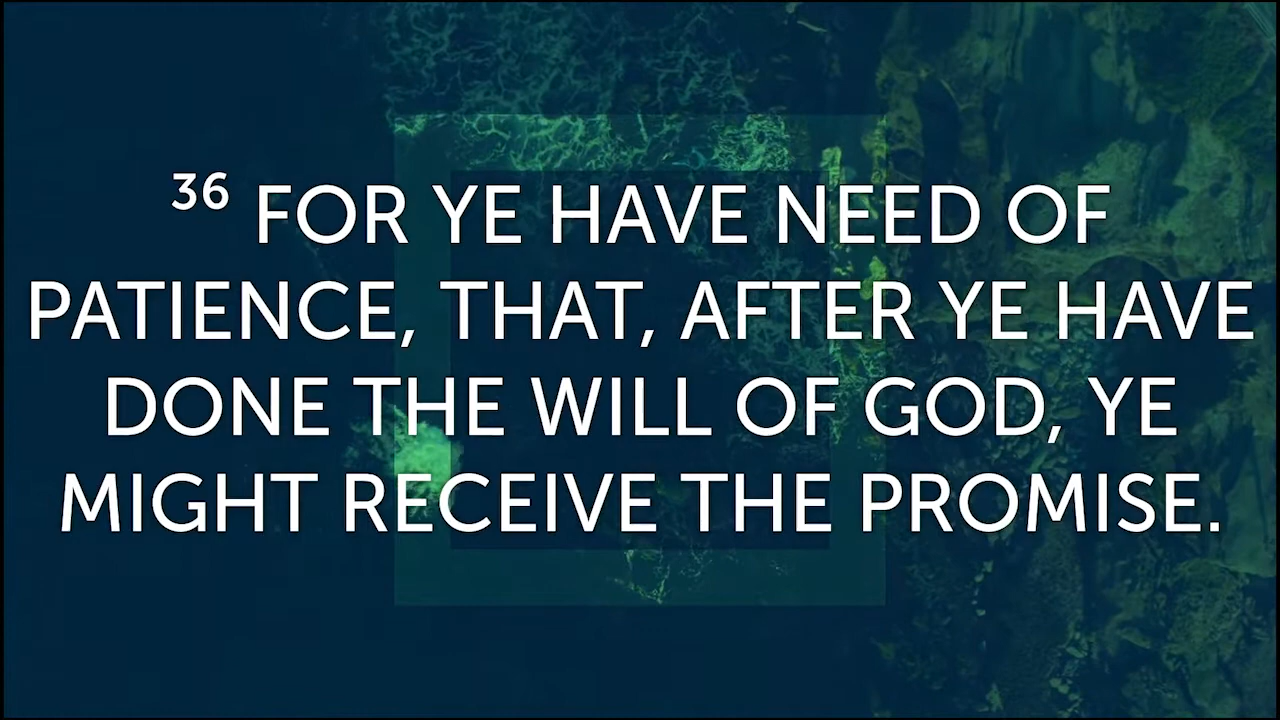 36 FOR YE HAVE NEED OF
PATIENCE, THAT, AFTER YE HAVE
DONE THE WILL OF GOD, YE
MIGHT RECEIVE THE PROMISE.